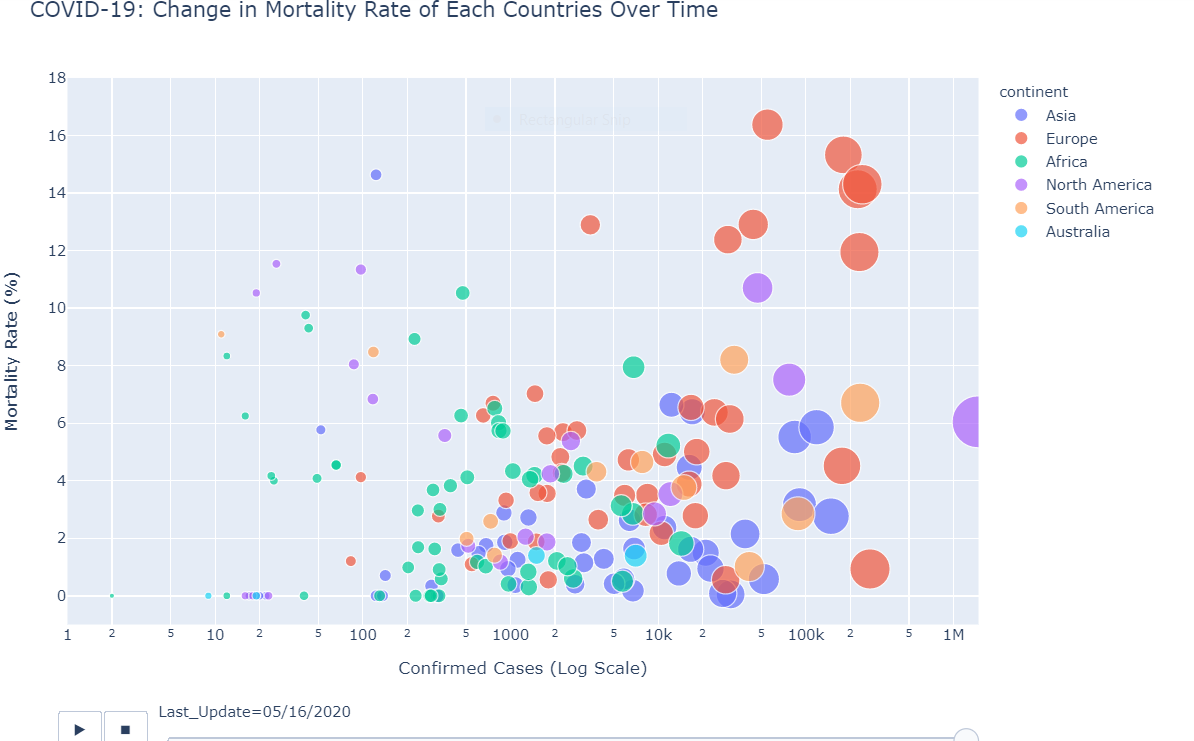 COVID-19: Change in Mortality Rate of Each Countries Over Time
Rectangular Snip
continent
Asia
Europe
Africa
North America
South America
Australia
Mortality Rate (%)
18
16
14
12
10
8
6
4
2
0
1 2 5 10 2 5 100 2 5 1000 2 5 10k 2 5 100k 2 5 1M
Confirmed Cases (Log Scale)
Last_Update=05/16/2020